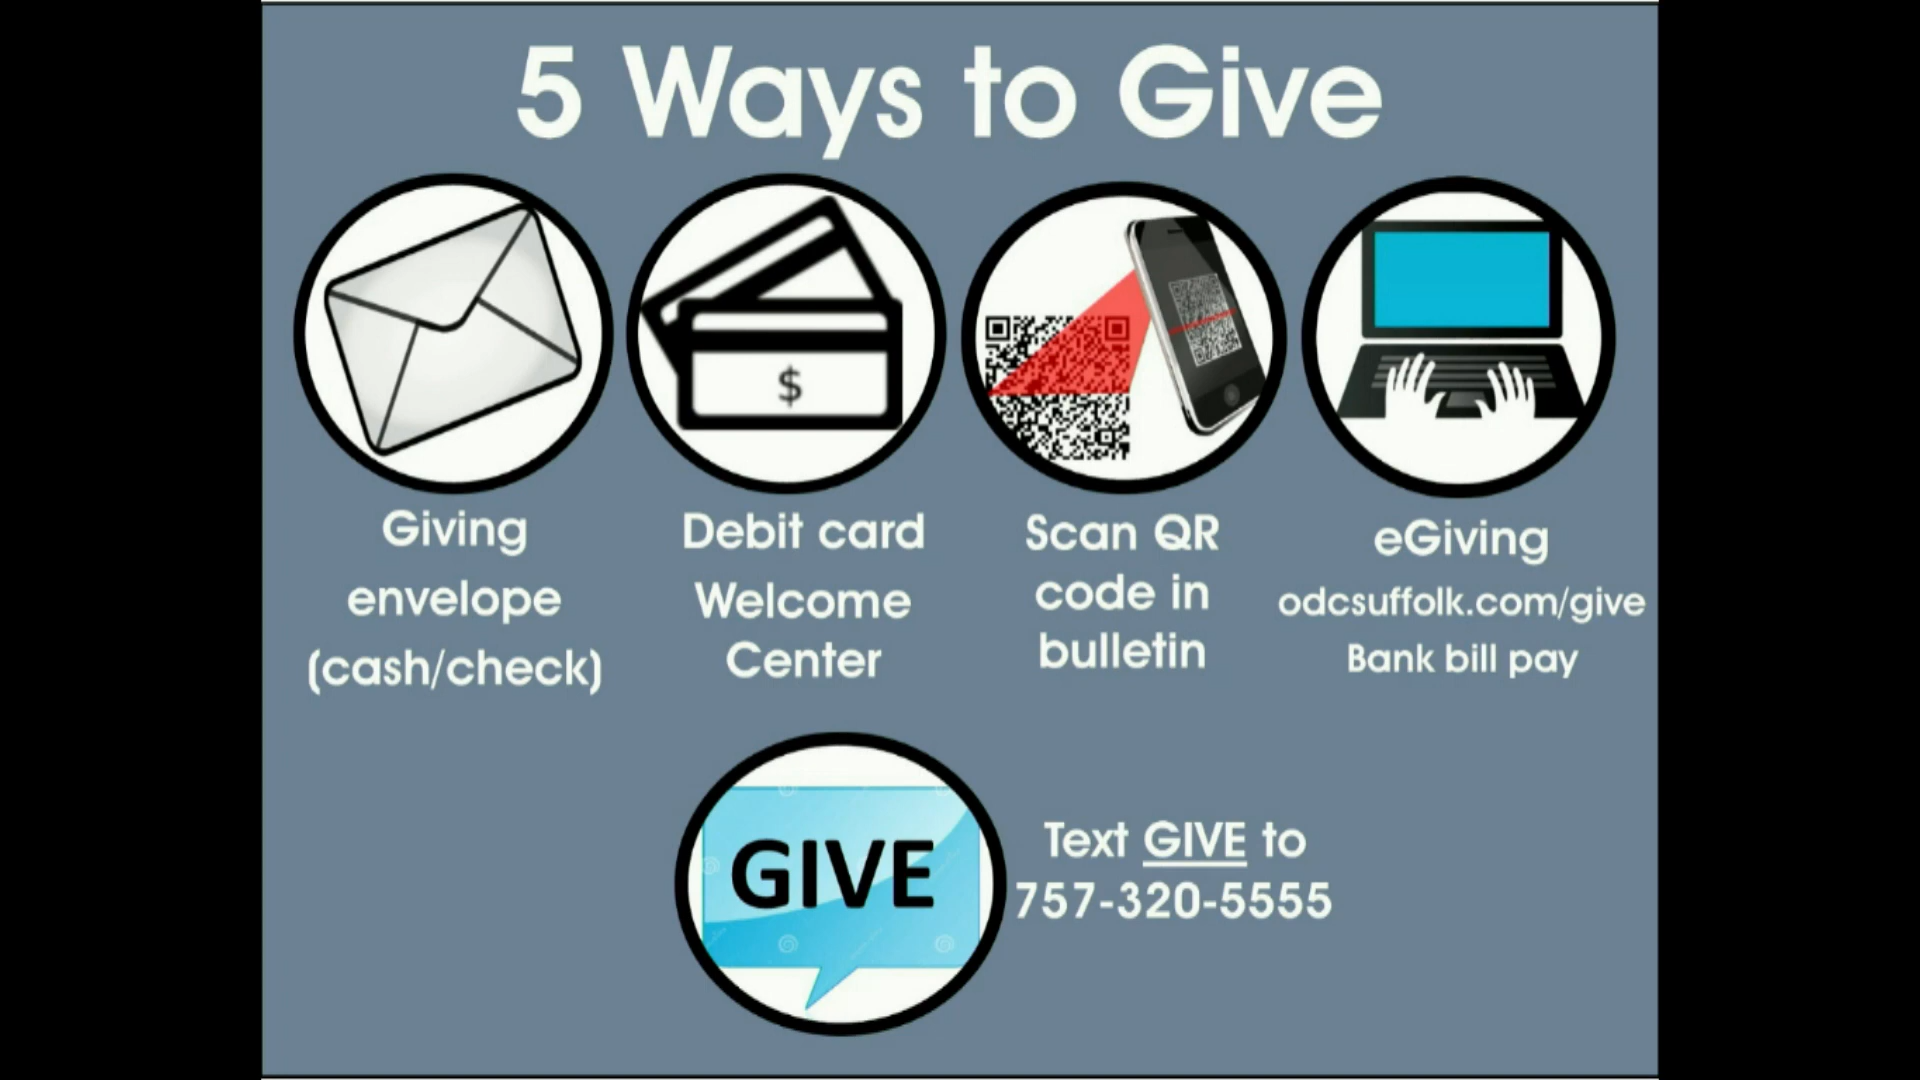 5 Ways to Give
$
Giving
envelope
(cash/check)
Debit card
Welcome
Center
Scan QR
code in
bulletin
eGiving
odcsuffolk.com/give
Bank bill pay
GIVE
Text GIVE to
757-320-5555